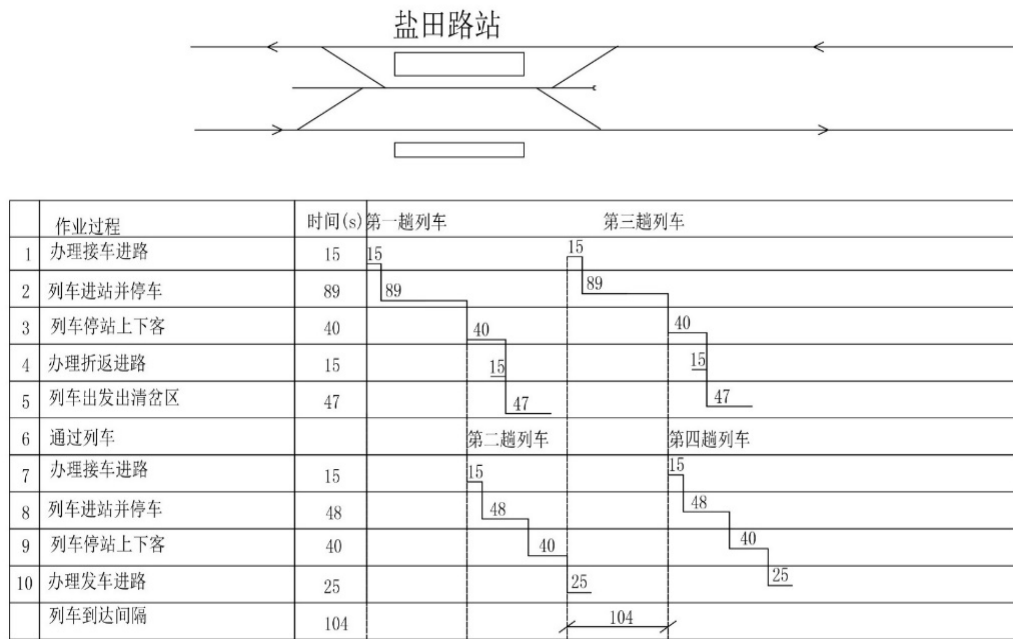 盐田路站
作业过程 时间(s) 第一趟列车 第三趟列车
1 办理接车进路 15 15 15
2 列车进站并停车 89 89 89
3 列车停站上下客 40 40 40
4 办理折返进路 15 15 15
5 列车出发出清岔区 47 47 47
6 通过列车 第二趟列车 第四趟列车
7 办理接车进路 15 15 15
8 列车进站并停车 48 48 48
9 列车停站上下客 40 40 40
10 办理发车进路 25 25 25
列车到达间隔 104 104